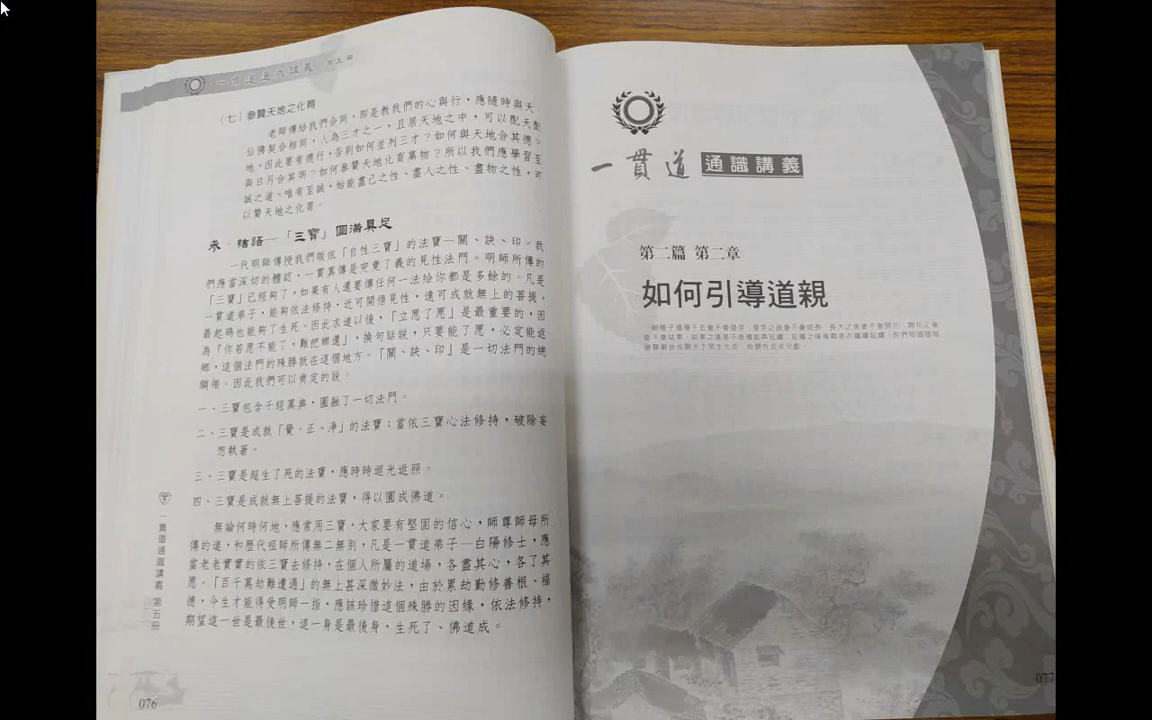 一貫道通識講義 第五冊
（七）參贊天地之化育
老師傳給我們合同，即是教我們的心與行，應隨時與天
仙佛契合相同，人為三才之一，且居天地之中，可以配天配
地，因此要有德行，否則如何並列三才？如何與天地合其德？
與日月合其明？如何參贊天地化育萬物？所以我們應學習至
誠之道。唯有至誠，始能盡己之性、盡人之性、盡物之性，可
以贊天地之化育。
參、結語—「三寶」圓滿具足
一代明師傳授我們皈依「自性三寶」的法寶—關、訣、印。我
們應當深切的體認，一貫真傳是究竟了義的見性法門。明師所傳的
「三寶」已經夠了，如果有人還要傳任何一法給你都是多餘的。凡是
一貫道弟子，能夠依法修持，近可開悟見性，遠可成就無上的菩提，
最起碼也能夠了生死。因此求道以後，「立愿了愿」是最重要的，因
為「你若愿不能了，難把鄉還」，換句話說，只要能了愿，必定能返
鄉，這個法門的殊勝就在這個地方。「關、訣、印」是一切法門的總
綱領。因此我們可以肯定的說：
一、三寶包含千經萬典，圓融了一切法門。
二、三寶是成就「覺、正、淨」的法寶；當依三寶心法修持，破除妄
想執著。
三、三寶是超生了死的法寶，應時時迴光返照。
四、三寶是成就無上菩提的法寶，得以圓成佛道。
無論何時何地，應常用三寶，大家要有堅固的信心，師尊師母所
傳的道，和歷代祖師所傳無二無別，凡是一貫道弟子—白陽修士，應
當老老實實的依三寶去修持，在個人所屬的道場，各盡其心，各了其
愿。「百千萬劫難遭遇」的無上甚深微妙法，由於累劫勤修善根、福
德，今生才能得受明師一指，應該珍惜這個殊勝的因緣，依法修持，
期望這一世是最後世，這一身是最後身，生死了、佛道成。
一貫道通識講義 第五冊
076
一貫道 通識講義
第二篇 第二章
如何引導道親
077